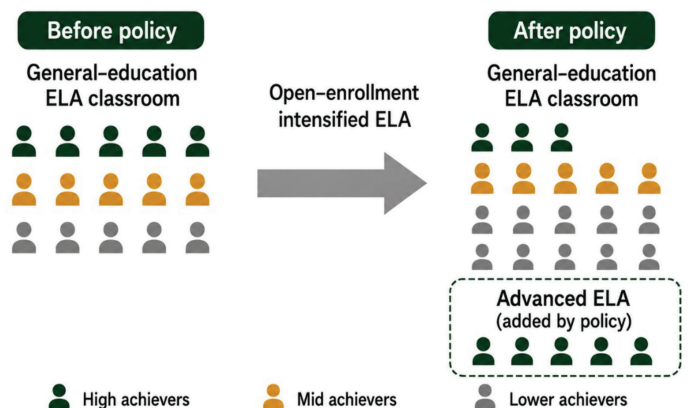 Before policy
General-education
ELA classroom
Open-enrollment
intensified ELA
After policy
General-education
ELA classroom
Advanced ELA
(added by policy)
High achievers
Mid achievers
Lower achievers